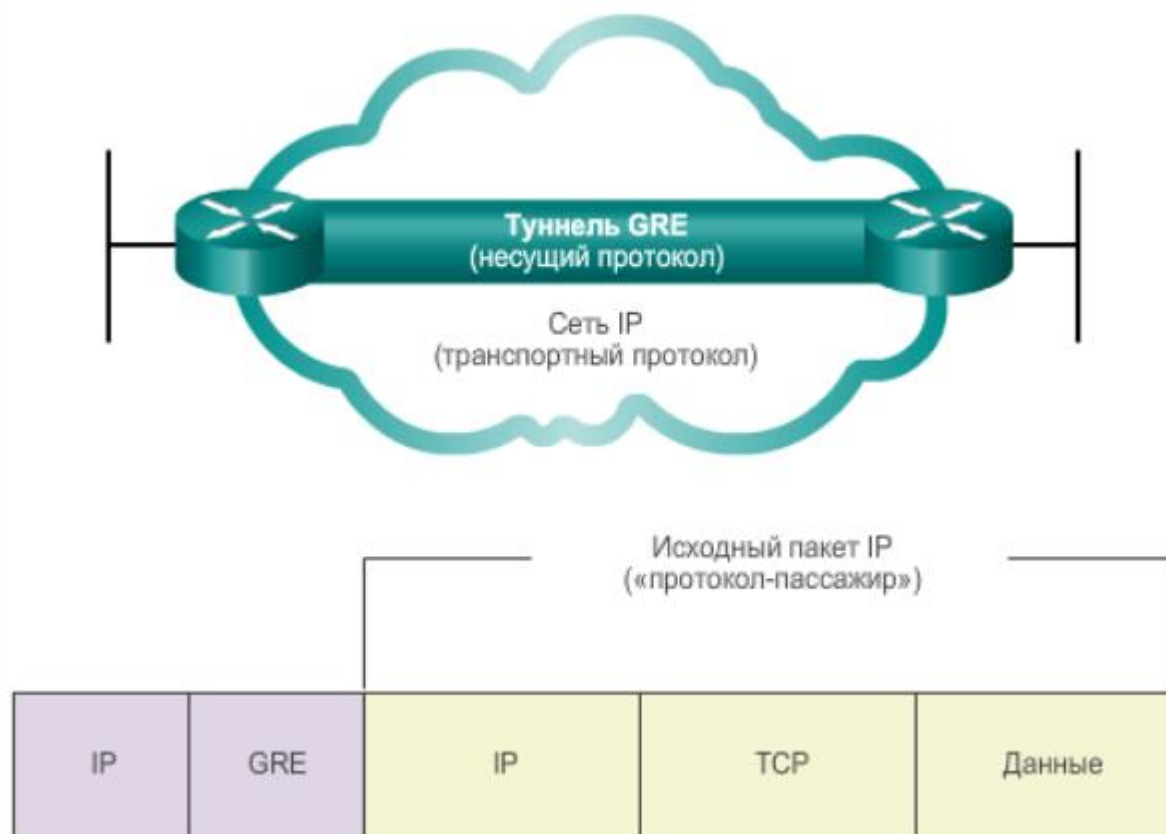 Туннель GRE
(несущий протокол)
Сеть IP
(транспортный протокол)
Исходный пакет IP
(«протокол-пассажир»)
IP GRE IP TCP Данные